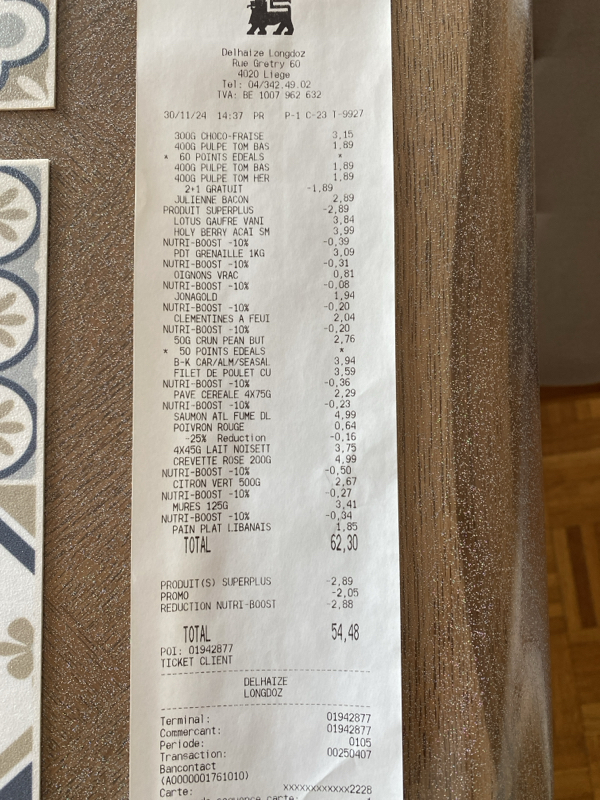 Delhaize Longdoz
Rue Gretry 60
4020 Liege
Tel: 04/342.49.02
TVA: BE 1007 962 632
30/11/24 14:37 PR P-1 C-23 T-9927
300G CHOCO-FRAISE 3,15
400G PULPE TOM BAS 1,89
* 60 POINTS EDEALS *
400G PULPE TOM BAS 1,89
400G PULPE TOM HER 1,89
2+1 GRATUIT -1,89
JULIENNE BACON 2,89
PRODUIT SUPERPLUS -2,89
LOTUS GAUFRE VANI 3,84
HOLY BERRY ACAI SM 3,99
NUTRI-BOOST -10% -0,39
PDT GRENAILLE 1KG 3,09
NUTRI-BOOST -10% -0,31
OIGNONS VRAC 0,81
NUTRI-BOOST -10% -0,08
JONAGOLD 1,94
NUTRI-BOOST -10% -0,20
CLEMENTINES A FEUI 2,04
NUTRI-BOOST -10% -0,20
50G CRUN PEAN BUT 2,76
* 50 POINTS EDEALS *
B-K CAR/ALM/SEASAL 3,94
FILET DE POULET CU 3,59
NUTRI-BOOST -10% -0,36
PAVE CEREALE 4X75G 2,29
NUTRI-BOOST -10% -0,23
SAUMON ATL FUME DL 4,99
POIVRON ROUGE 0,64
-25% Reduction -0,16
4X45G LAIT NOISETT 3,75
CREVETTE ROSE 200G 4,99
NUTRI-BOOST -10% -0,50
CITRON VERT 500G 2,67
NUTRI-BOOST -10% -0,27
MURES 125G 3,41
NUTRI-BOOST -10% -0,34
PAIN PLAT LIBANAIS 1,85
TOTAL 62,30
PRODUIT(S) SUPERPLUS -2,89
PROMO -2,05
REDUCTION NUTRI-BOOST -2,88
TOTAL 54,48
POI: 01942877
TICKET CLIENT
DELHAIZE
LONGDOZ
Terminal: 01942877
Commercant: 01942877
Periode: 0105
Transaction: 00250407
Bancontact
(A0000001761010)
Carte: xxxxxxxxxxxx2228